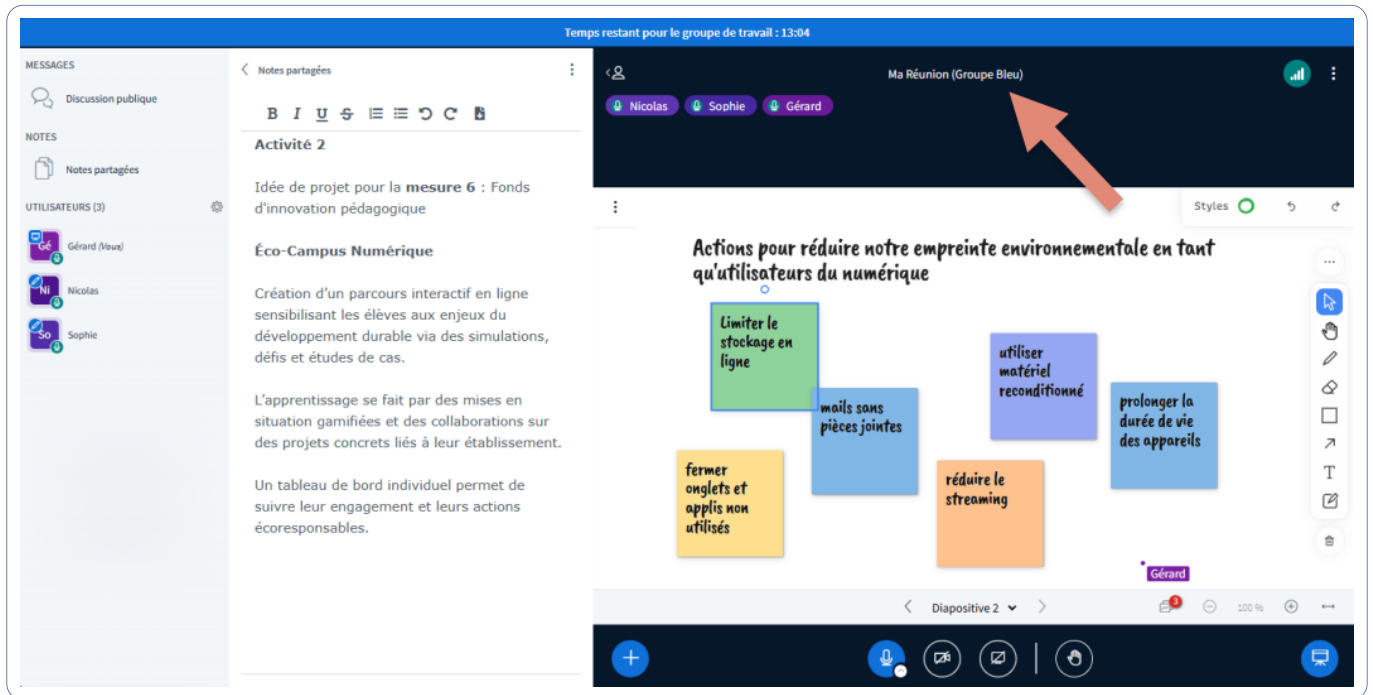 Temps restant pour le groupe de travail : 13:04
MESSAGES
Discussion publique
NOTES
Notes partagées
UTILISATEURS (3)
Gé
Gérard (Vous)
Ni
Nicolas
So
Sophie
Notes partagées
B I U S
Activité 2
Idée de projet pour la mesure 6 : Fonds
d'innovation pédagogique
Éco-Campus Numérique
Création d'un parcours interactif en ligne
sensibilisant les élèves aux enjeux du
développement durable via des simulations,
défis et études de cas.
L'apprentissage se fait par des mises en
situation gamifiées et des collaborations sur
des projets concrets liés à leur établissement.
Un tableau de bord individuel permet de
suivre leur engagement et leurs actions
écoresponsables.
Ma Réunion (Groupe Bleu)
Nicolas
Sophie
Gérard
Styles
Actions pour réduire notre empreinte environnementale en tant
qu'utilisateurs du numérique
Limiter le
stockage en
ligne
mails sans
pièces jointes
utiliser
matériel
reconditionné
prolonger la
durée de vie
des appareils
fermer
onglets et
applis non
utilisés
réduire le
streaming
T
Gérard
Diapositive 2
3
100 %